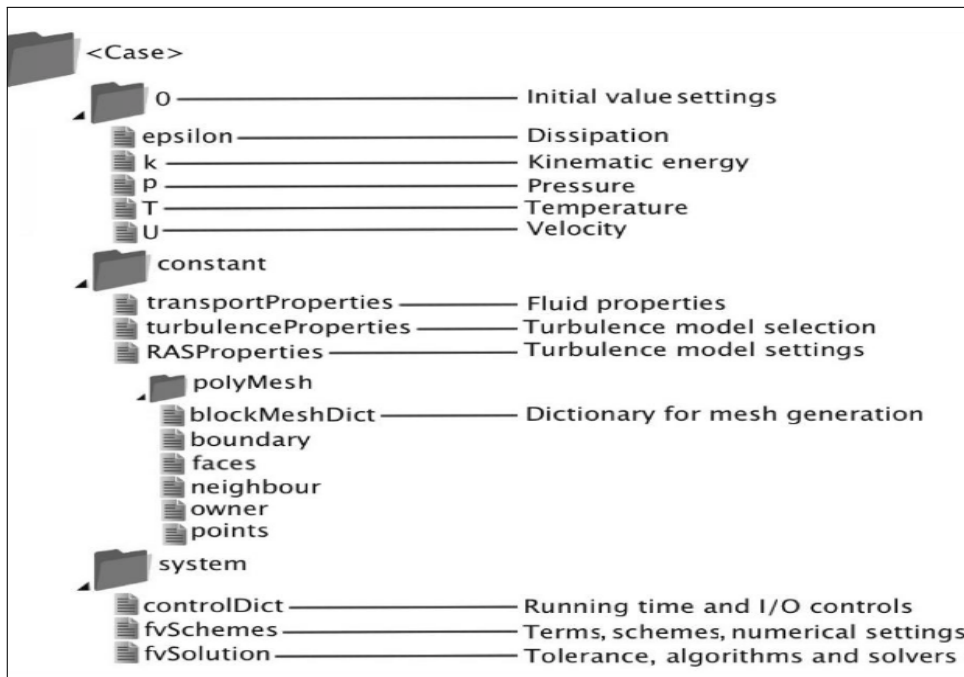 <Case>
0 Initial value settings
epsilon Dissipation
k Kinematic energy
p Pressure
T Temperature
U Velocity
constant
transportProperties Fluid properties
turbulenceProperties Turbulence model selection
RASProperties Turbulence model settings
polyMesh
blockMeshDict Dictionary for mesh generation
boundary
faces
neighbour
owner
points
system
controlDict Running time and I/O controls
fvSchemes Terms, schemes, numerical settings
fvSolution Tolerance, algorithms and solvers